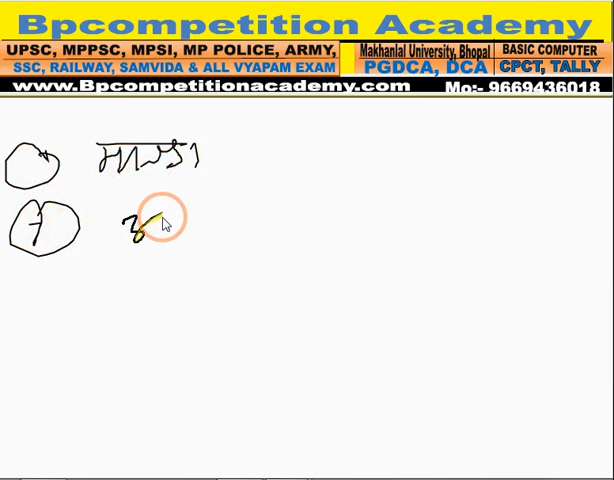 Bpcompetition Academy
UPSC, MPPSC, MPSI, MP POLICE, ARMY,
SSC, RAILWAY, SAMVIDA & ALL VYAPAM EXAM
Makhanlal University, Bhopal
PGDCA, DCA
BASIC COMPUTER
CPCT, TALLY
www.Bpcompetitionacademy.com Mo:- 9669436018